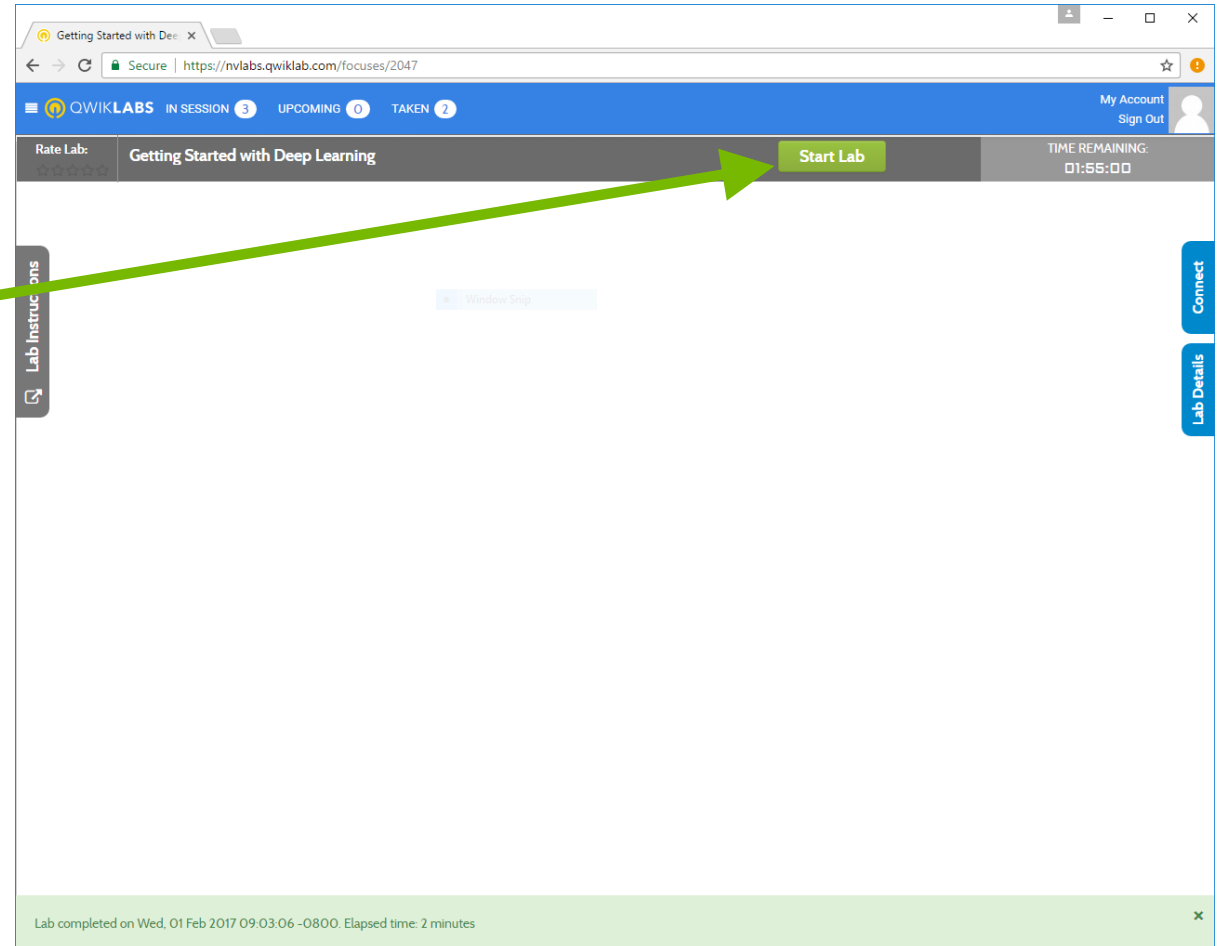 Getting Started with Dee
Secure | https://nvlabs.qwiklab.com/focuses/2047
QWIKLABS IN SESSION 3 UPCOMING 0 TAKEN 2
My Account
Sign Out
Rate Lab:
Getting Started with Deep Learning
Start Lab
TIME REMAINING:
01:55:00
Lab Instructions
Window Snip
Connect
Lab Details
Lab completed on Wed, 01 Feb 2017 09:03:06 -0800. Elapsed time: 2 minutes